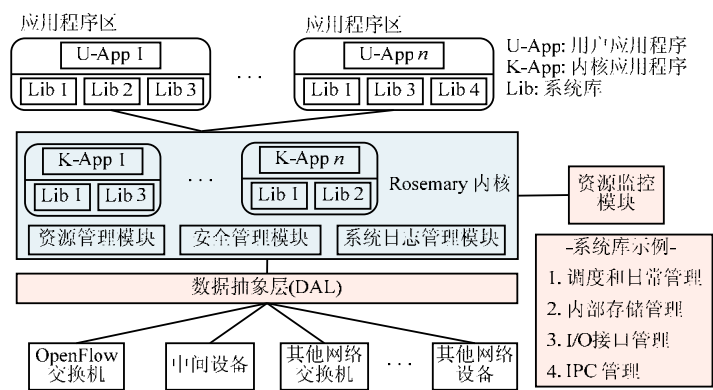 应用程序区
应用程序区
U-App 1
Lib 1 Lib 2 Lib 3
· · ·
U-App n
Lib 1 Lib 3 Lib 4
U-App: 用户应用程序
K-App: 内核应用程序
Lib: 系统库
K-App 1
Lib 1 Lib 3
· · ·
K-App n
Lib 1 Lib 2
Rosemary 内核
资源管理模块
安全管理模块
系统日志管理模块
资源监控
模块
数据抽象层(DAL)
-系统库示例-
1. 调度和日常管理
2. 内部存储管理
3. I/O接口管理
4. IPC 管理
OpenFlow
交换机
中间设备
其他网络
交换机
· · ·
其他网络
设备